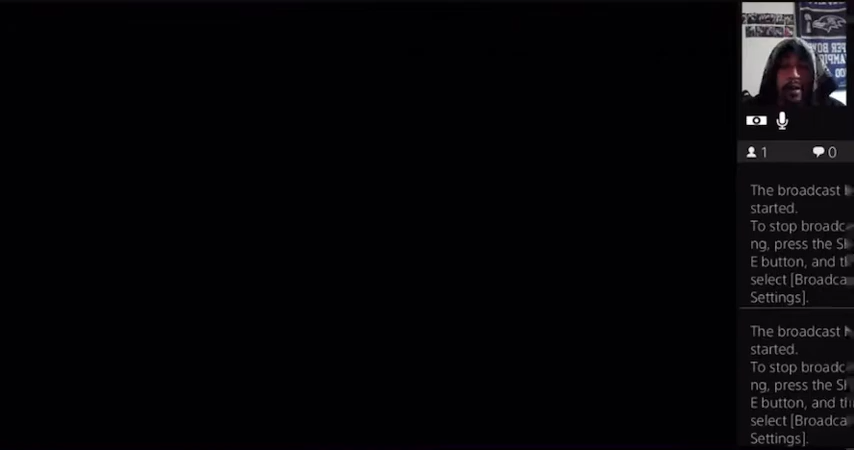 1 0
The broadcast
started.
To stop broadc
ng, press the S
E button, and t
select [Broadca
Settings].
The broadcast
started.
To stop broadc
ng, press the S
E button, and th
select [Broadca
Settings].